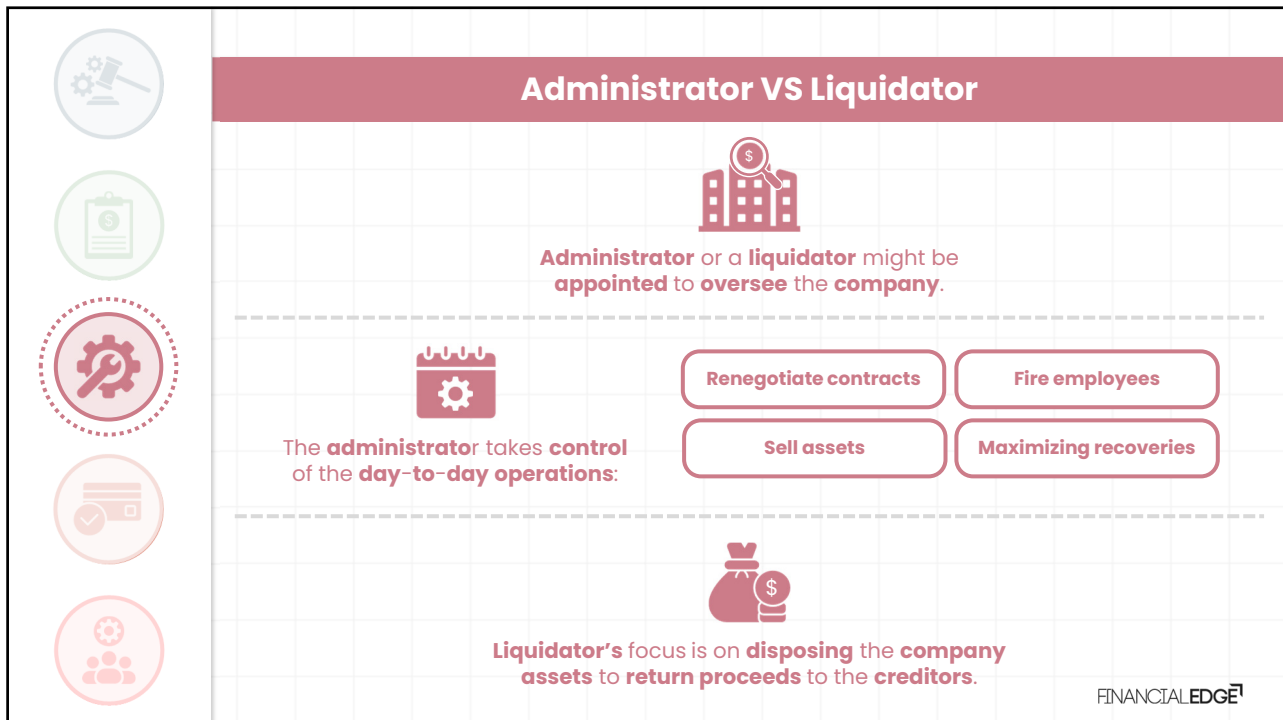 Administrator VS Liquidator
$
$
Administrator or a liquidator might be
appointed to oversee the company.
The administrator takes control
of the day-to-day operations:
Renegotiate contracts
Fire employees
Sell assets
Maximizing recoveries
$
Liquidator's focus is on disposing the company
assets to return proceeds to the creditors.
FINANCIALEDGE